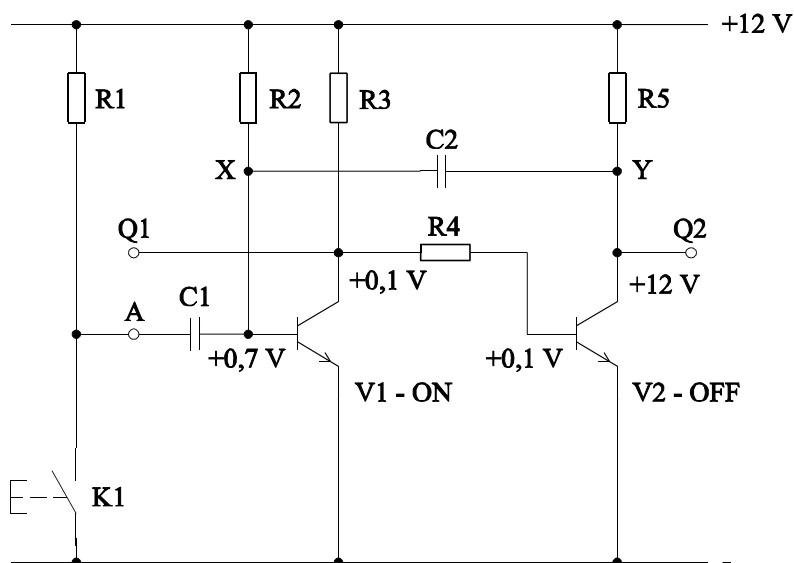 +12 V
R1
R2
R3
R5
C2
X
Y
Q1
R4
Q2
+0,1 V
+12 V
A
C1
+0,7 V
+0,1 V
V1 - ON
V2 - OFF
K1
-